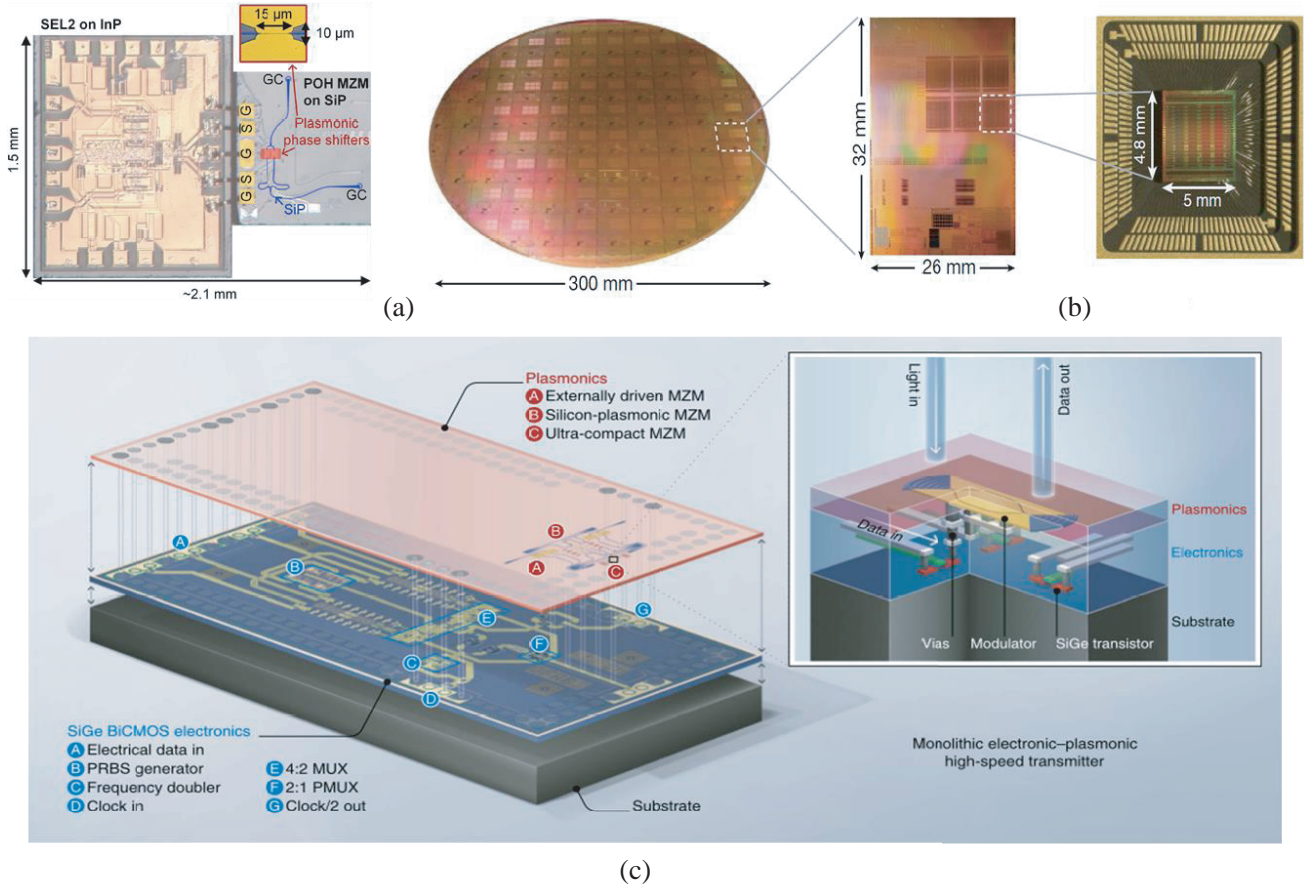 SEL2 on InP
15 µm
10 µm
1.5 mm
GC
POH MZM
on SiP
Plasmonic
phase shifters
G
S
G
S
G
GC
SiP
~2.1 mm
(a)
300 mm
32 mm
26 mm
4.8 mm
5 mm
(b)
Plasmonics
A Externally driven MZM
B Silicon-plasmonic MZM
C Ultra-compact MZM
B
A
C
A
B
E
G
F
C
D
SiGe BiCMOS electronics
A Electrical data in
B PRBS generator
C Frequency doubler
D Clock in
E 4:2 MUX
F 2:1 PMUX
G Clock/2 out
Substrate
Light in
Data out
Data in
Plasmonics
Electronics
Substrate
Vias
Modulator
SiGe transistor
Monolithic electronic–plasmonic
high-speed transmitter
(c)